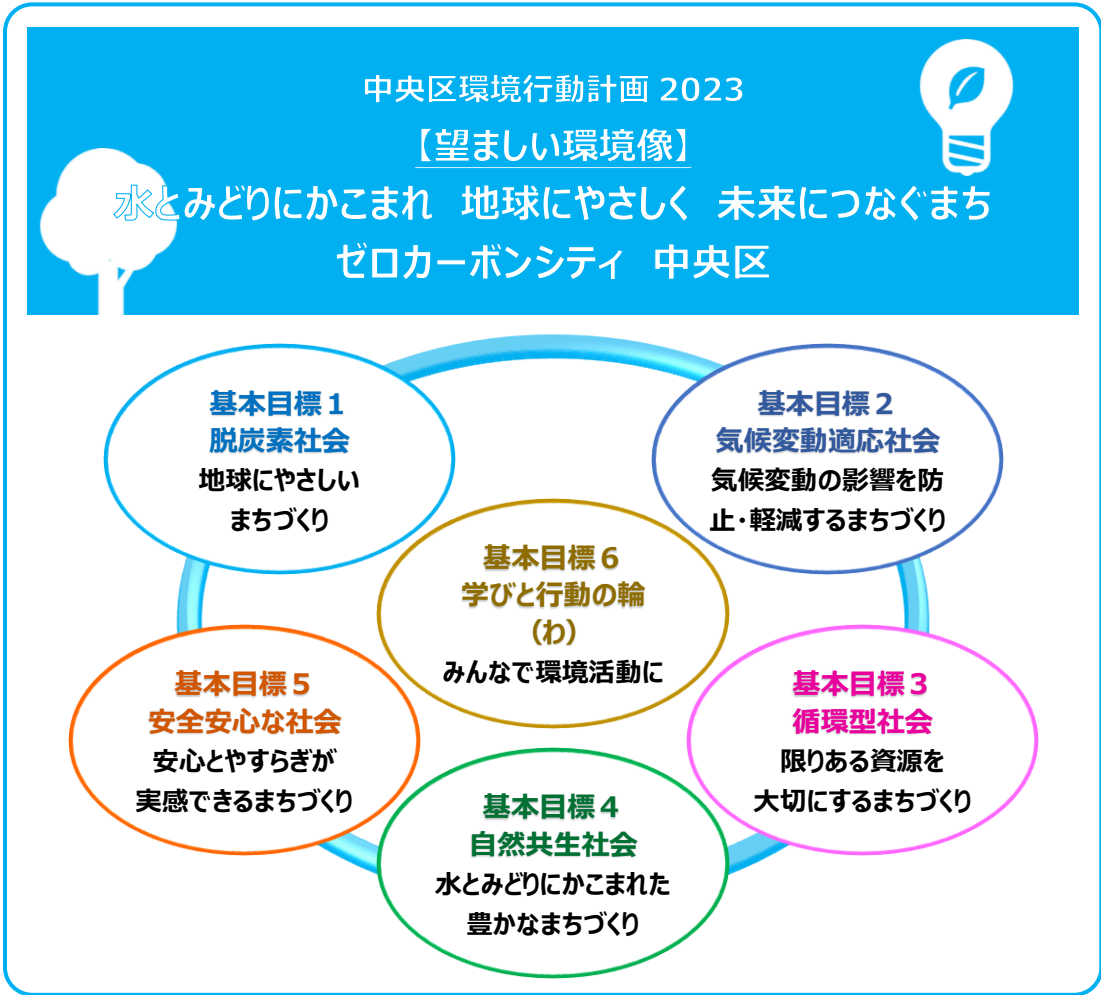 中央区環境行動計画 2023
【望ましい環境像】
水とみどりにかこまれ　地球にやさしく　未来につなぐまち
ゼロカーボンシティ　中央区
基本目標１
脱炭素社会
地球にやさしい
まちづくり
基本目標２
気候変動適応社会
気候変動の影響を防
止・軽減するまちづくり
基本目標６
学びと行動の輪
（わ）
みんなで環境活動に
基本目標５
安全安心な社会
安心とやすらぎが
実感できるまちづくり
基本目標３
循環型社会
限りある資源を
大切にするまちづくり
基本目標４
自然共生社会
水とみどりにかこまれた
豊かなまちづくり